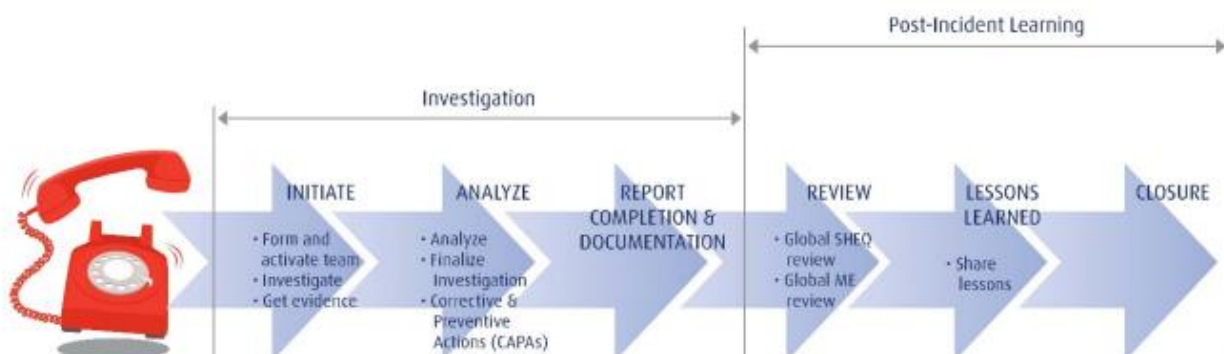 Post-Incident Learning
Investigation
INITIATE
• Form and
activate team
• Investigate
• Get evidence
ANALYZE
• Analyze
• Finalize
Investigation
• Corrective &
Preventive
Actions (CAPAs)
REPORT
COMPLETION &
DOCUMENTATION
REVIEW
• Global SHEQ
review
• Global ME
review
LESSONS
LEARNED
• Share
lessons
CLOSURE